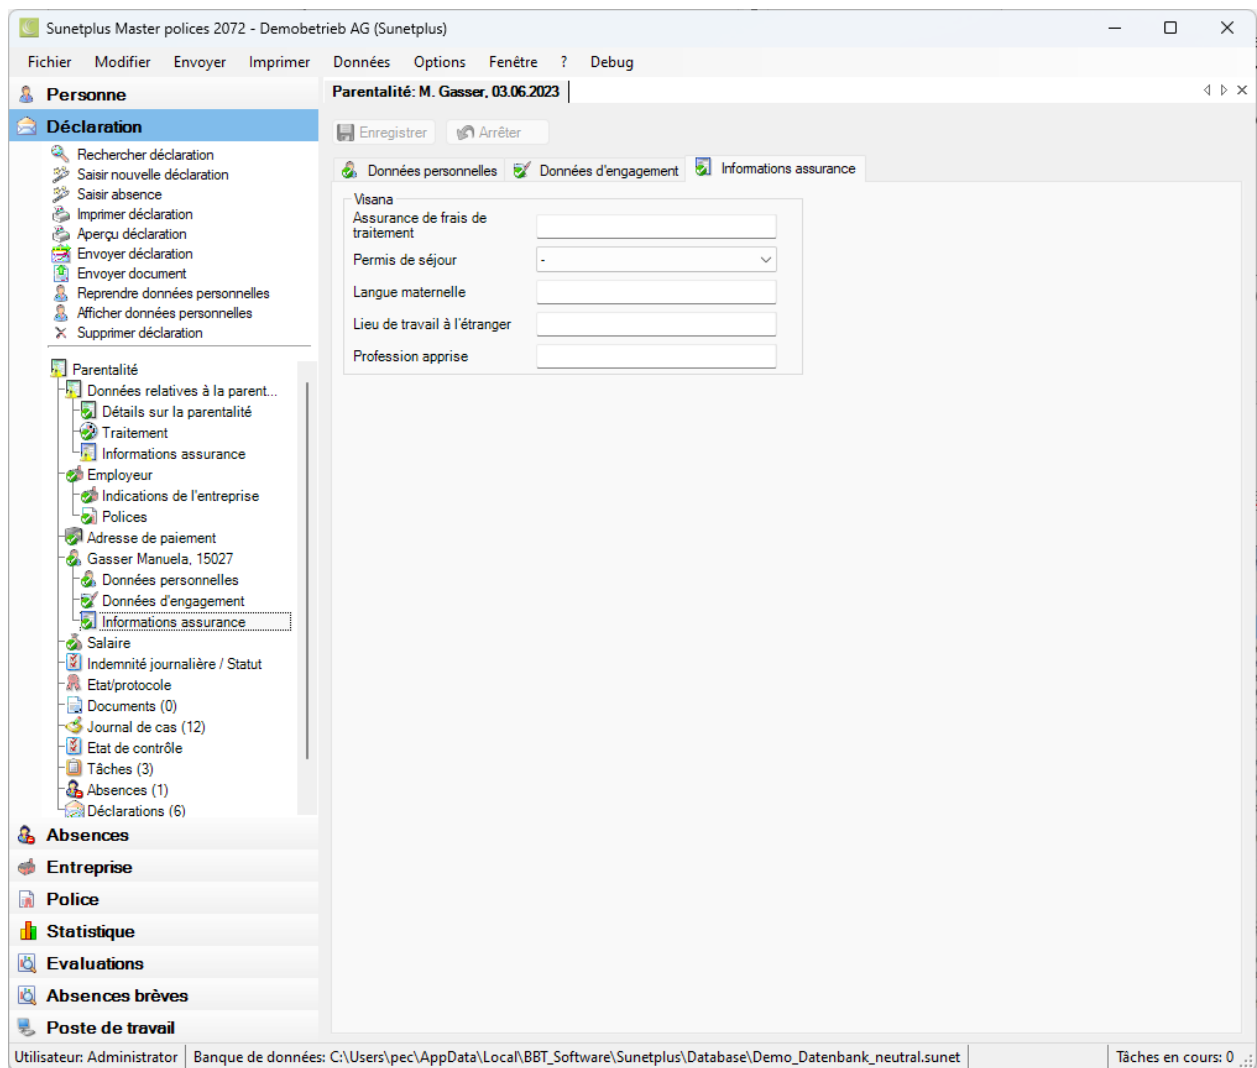 Sunetplus Master polices 2072 - Demobetrieb AG (Sunetplus)
Fichier Modifier Envoyer Imprimer Données Options Fenêtre ? Debug
Personne
Déclaration
Rechercher déclaration
Saisir nouvelle déclaration
Saisir absence
Imprimer déclaration
Aperçu déclaration
Envoyer déclaration
Envoyer document
Reprendre données personnelles
Afficher données personnelles
Supprimer déclaration
Parentalité
Données relatives à la parent...
Détails sur la parentalité
Traitement
Informations assurance
Employeur
Indications de l'entreprise
Polices
Adresse de paiement
Gasser Manuela, 15027
Données personnelles
Données d'engagement
Informations assurance
Salaire
Indemnité journalière / Statut
Etat/protocole
Documents (0)
Journal de cas (12)
Etat de contrôle
Tâches (3)
Absences (1)
Déclarations (6)
Absences
Entreprise
Police
Statistique
Evaluations
Absences brèves
Poste de travail
Parentalité: M. Gasser, 03.06.2023
Enregistrer Arrêter
Données personnelles Données d'engagement Informations assurance
Visana
Assurance de frais de
traitement
Permis de séjour -
Langue maternelle
Lieu de travail à l'étranger
Profession apprise
Utilisateur: Administrator Banque de données: C:\Users\pec\AppData\Local\BBT_Software\Sunetplus\Database\Demo_Datenbank_neutral.sunet Tâches en cours: 0